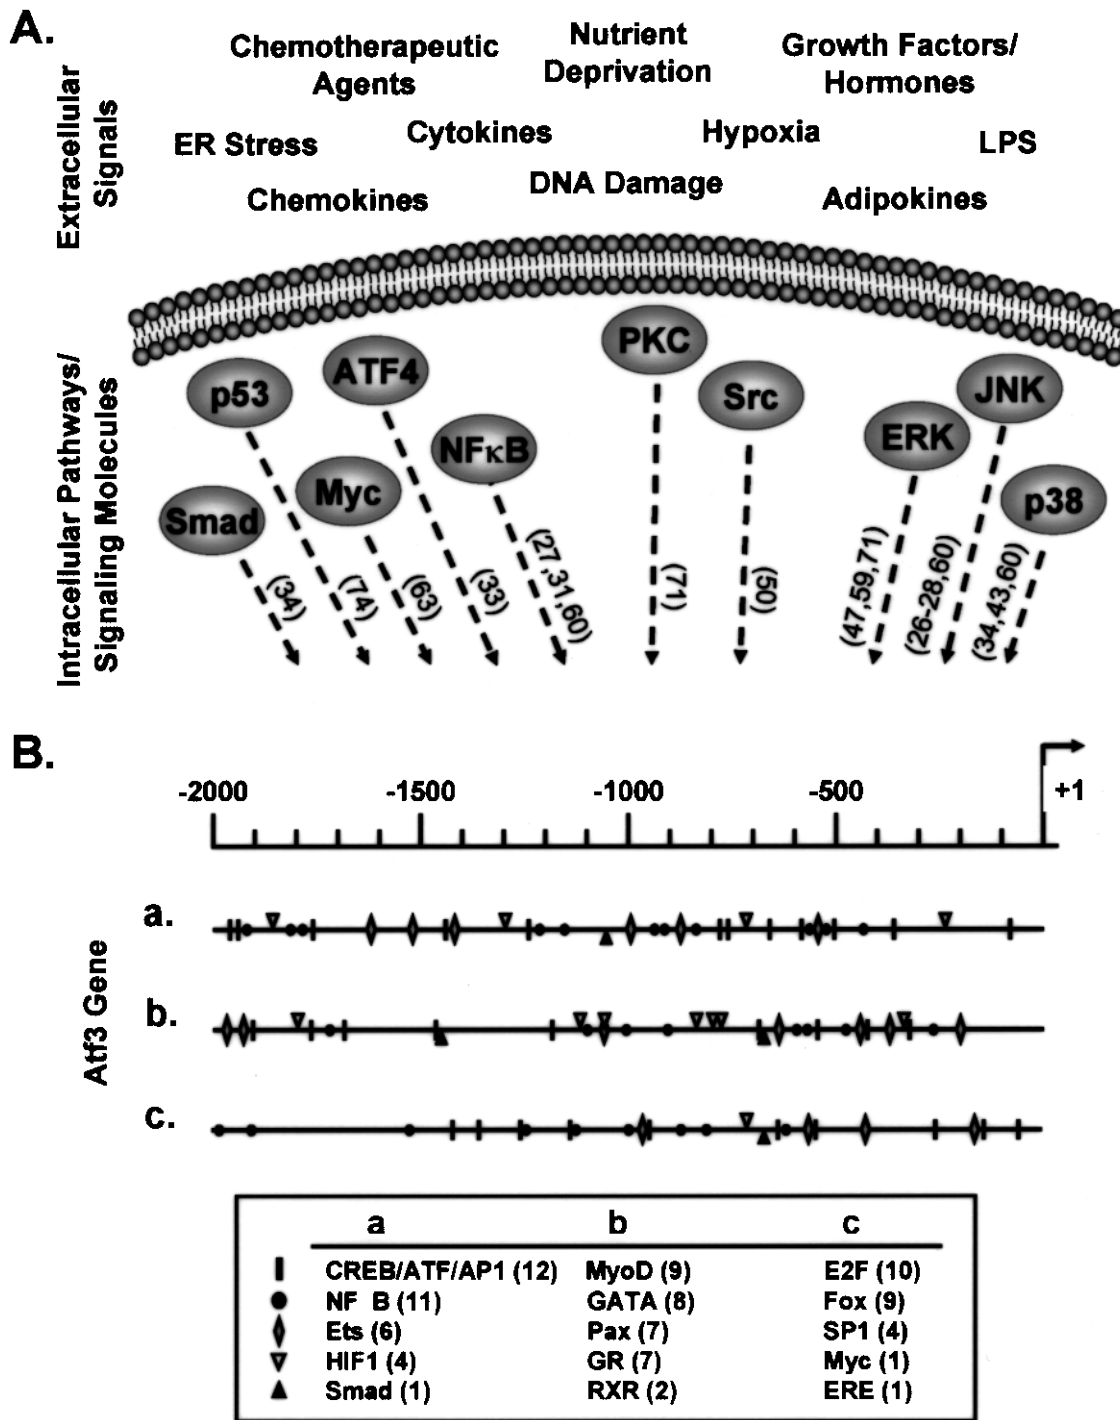 A.
Extracellular
Signals
Chemotherapeutic
Agents
Nutrient
Deprivation
Growth Factors/
Hormones
ER Stress
Cytokines
Hypoxia
LPS
Chemokines
DNA Damage
Adipokines
Intracellular Pathways/
Signaling Molecules
p53
ATF4
PKC
Src
JNK
ERK
NFκB
Myc
Smad
p38
(34)
(74)
(63)
(33)
(27,31,60)
(71)
(50)
(47,59,71)
(26-28,60)
(34,43,60)
B.
-2000 -1500 -1000 -500 +1
Atf3 Gene
a.
b.
c.
a b c
CREB/ATF/AP1 (12) MyoD (9) E2F (10)
NF B (11) GATA (8) Fox (9)
Ets (6) Pax (7) SP1 (4)
HIF1 (4) GR (7) Myc (1)
Smad (1) RXR (2) ERE (1)